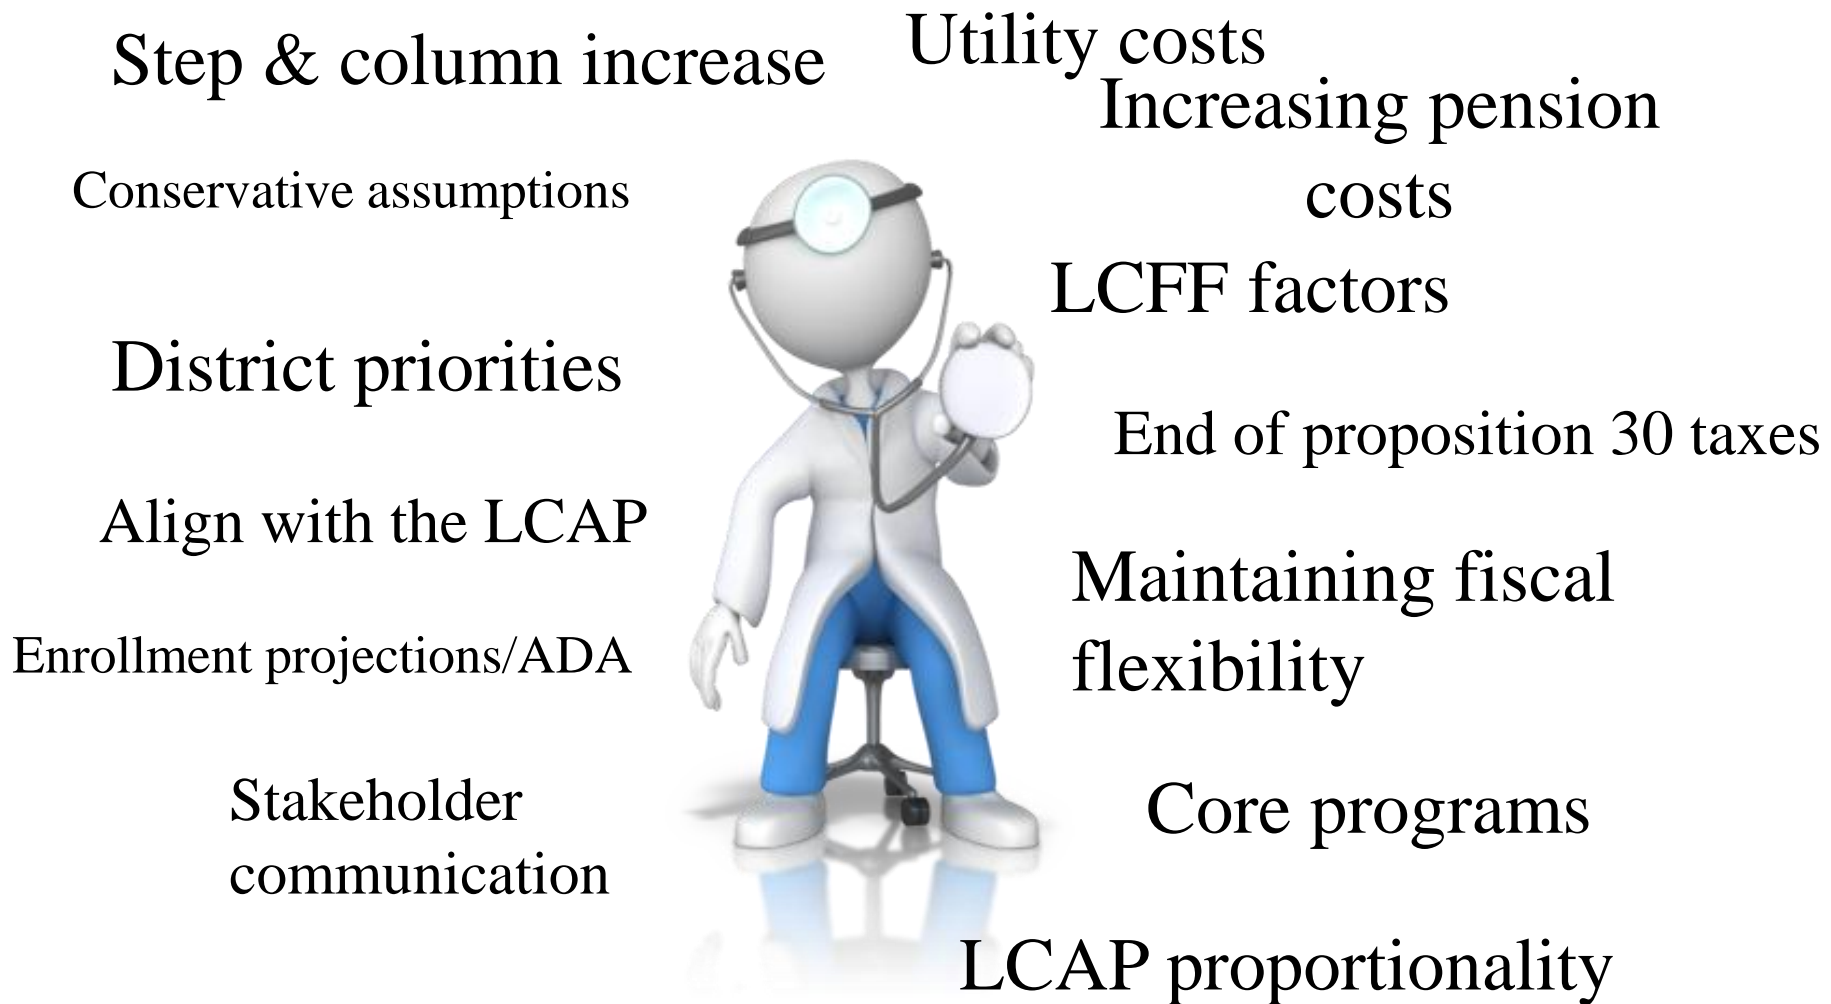 Step & column increase
Utility costs
Increasing pension
costs
Conservative assumptions
LCFF factors
District priorities
End of proposition 30 taxes
Align with the LCAP
Maintaining fiscal
flexibility
Enrollment projections/ADA
Stakeholder
communication
Core programs
LCAP proportionality